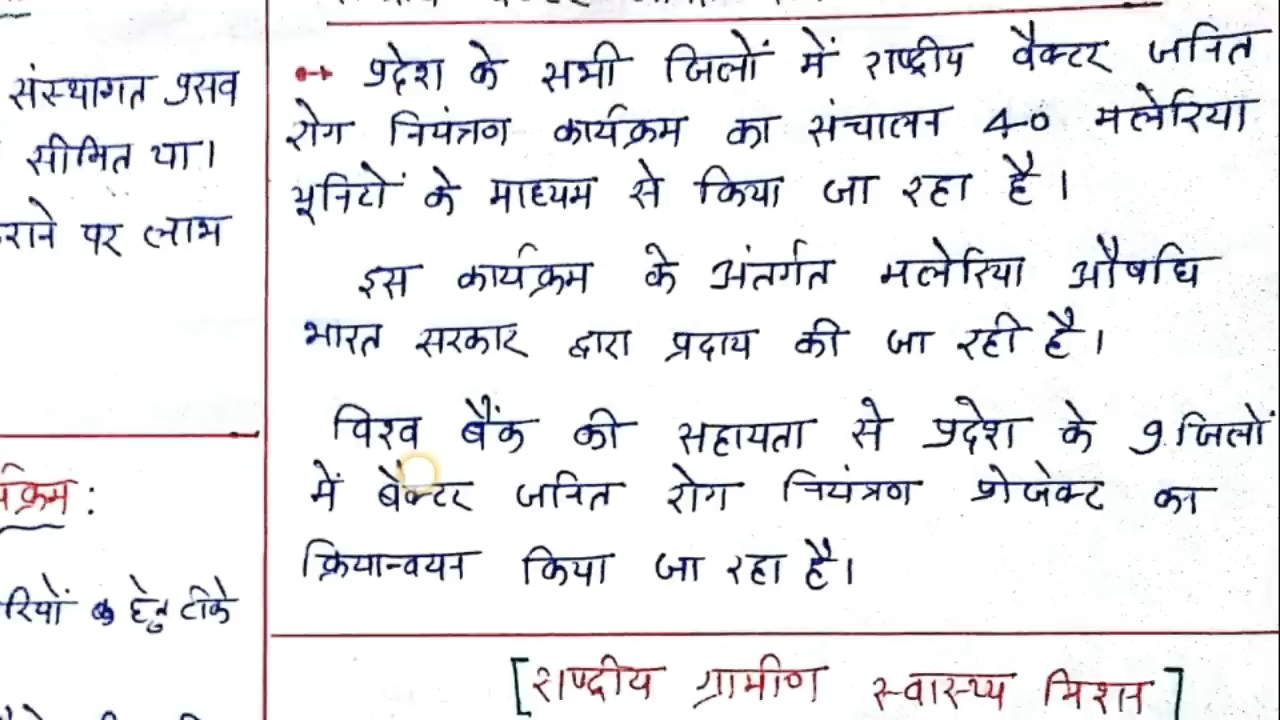 संस्थागत प्रसव
सीमित था।
राने पर लाभ
र्यक्रम :
रियों के हेतु टीके
→ प्रदेश के सभी जिलों में राष्ट्रीय वैक्टर जनित
रोग नियंत्रण कार्यक्रम का संचालन 40 मलेरिया
यूनिटों के माध्यम से किया जा रहा है।
इस कार्यक्रम के अंतर्गत मलेरिया औषधि
भारत सरकार द्वारा प्रदाय की जा रही है।
विश्व बैंक की सहायता से प्रदेश के 9 जिलों
में बैक्टर जनित रोग नियंत्रण प्रोजेक्ट का
क्रियान्वयन किया जा रहा है।
[राष्ट्रीय ग्रामीण स्वास्थ्य मिशन]